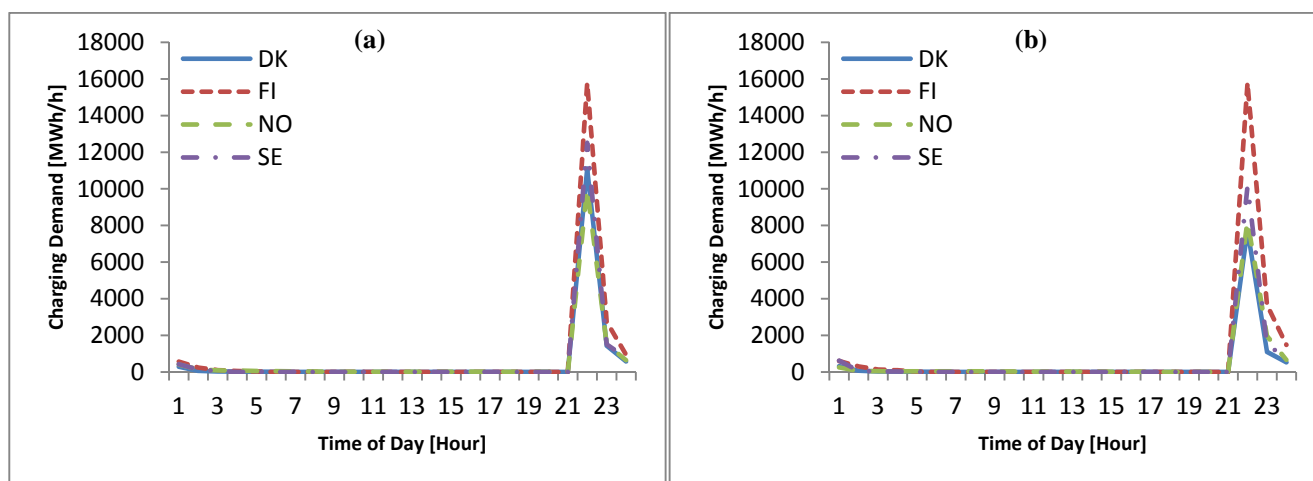 (a)
DK
FI
NO
SE
18000
16000
14000
12000
10000
8000
6000
4000
2000
0
Charging Demand [MWh/h]
1 3 5 7 9 11 13 15 17 19 21 23
Time of Day [Hour]
(b)
DK
FI
NO
SE
18000
16000
14000
12000
10000
8000
6000
4000
2000
0
Charging Demand [MWh/h]
1 3 5 7 9 11 13 15 17 19 21 23
Time of Day [Hour]